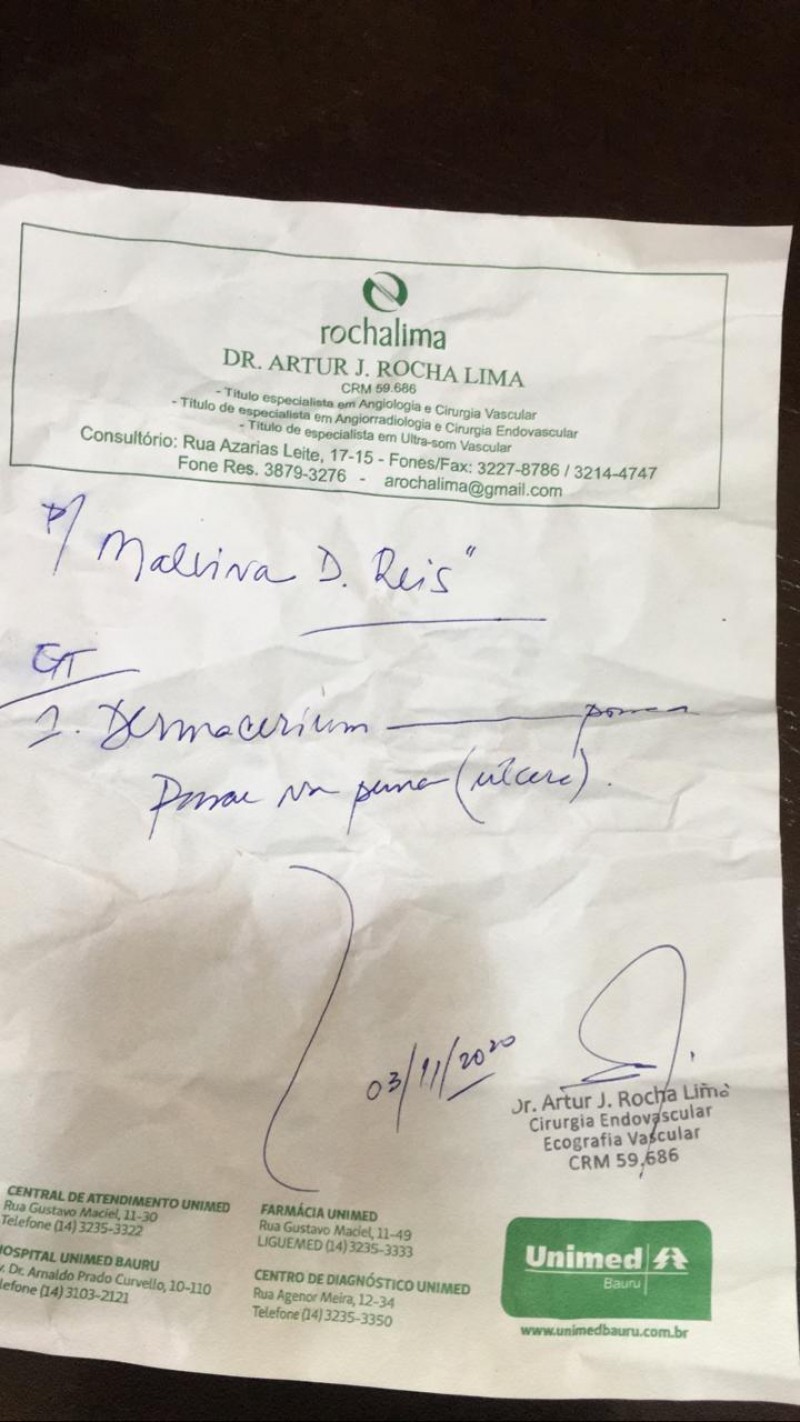 rochalima
DR. ARTUR J. ROCHA LIMA
CRM 59.686
- Título especialista em Angiologia e Cirurgia Vascular
- Título de especialista em Angiorradiologia e Cirurgia Endovascular
- Título de especialista em Ultra-som Vascular
Consultório: Rua Azarias Leite, 17-15 - Fones/Fax: 3227-8786 / 3214-4747
Fone Res. 3879-3276 - arochalima@gmail.com
p/ Malvina D. Reis"
1. Dermacerium
Passar na perna (úlcera).
03/11/2020
Dr. Artur J. Rocha Lima
Cirurgia Endovascular
Ecografia Vascular
CRM 59,686
CENTRAL DE ATENDIMENTO UNIMED
Rua Gustavo Maciel, 11-30
Telefone (14) 3235-3322
HOSPITAL UNIMED BAURU
v. Dr. Arnaldo Prado Curvello, 10-110
lefone (14) 3103-2121
FARMÁCIA UNIMED
Rua Gustavo Maciel, 11-49
LIGUEMED (14) 3235-3333
CENTRO DE DIAGNÓSTICO UNIMED
Rua Agenor Meira, 12-34
Telefone (14) 3235-3350
Unimed
Bauru
www.unimedbauru.com.br